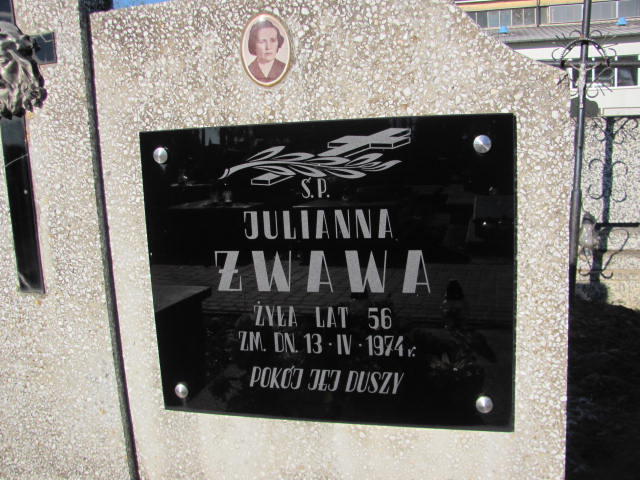 Ś.P.
JULIANNA
ŻWAWA
ŻYŁA LAT 56
ZM. DN. 13·IV·1974 r.
POKÓJ JEJ DUSZY